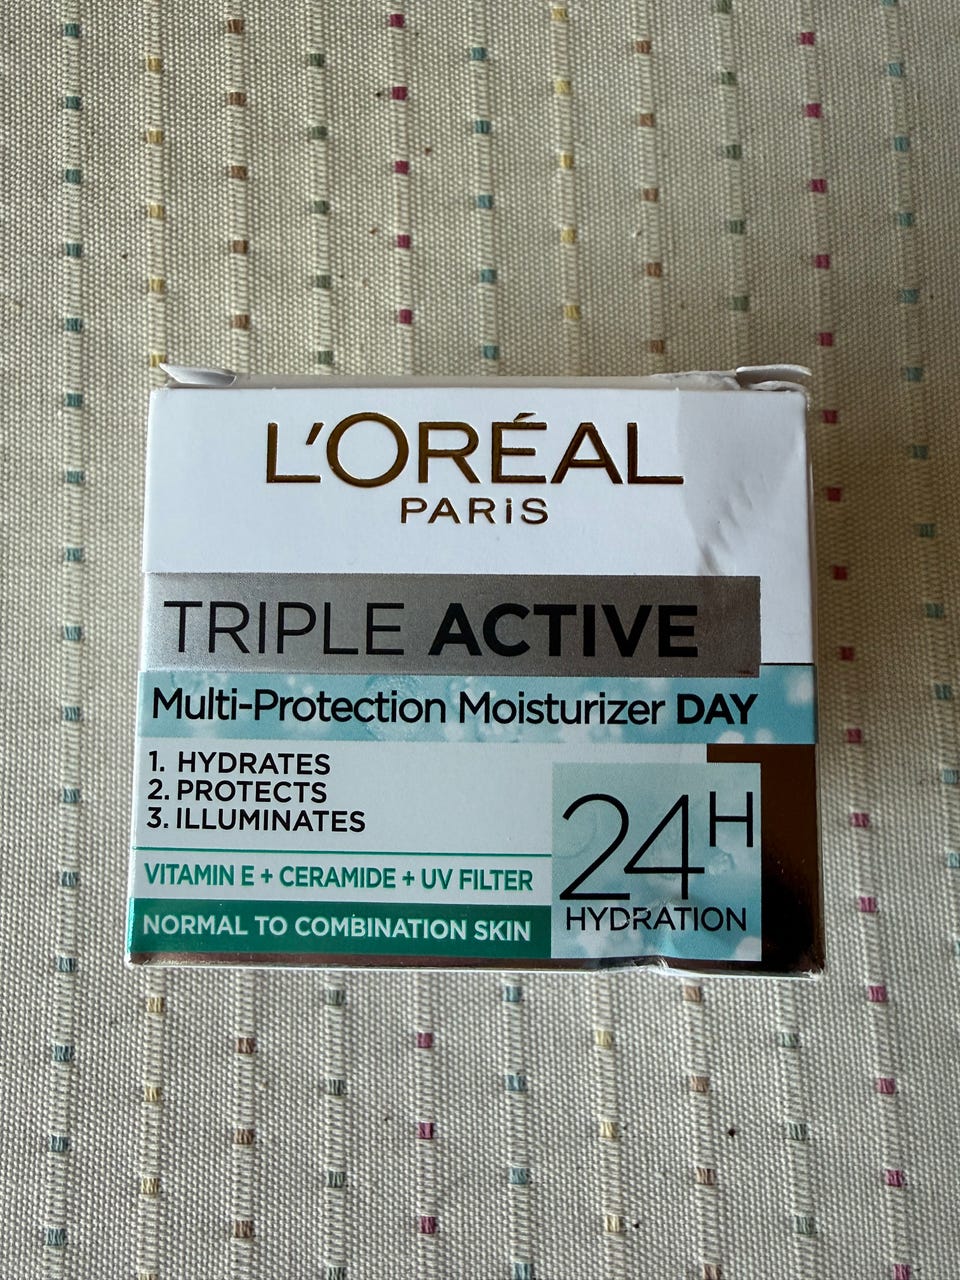 L'ORÉAL
PARiS
TRIPLE ACTIVE
Multi-Protection Moisturizer DAY
1. HYDRATES
2. PROTECTS
3. ILLUMINATES
VITAMIN E + CERAMIDE + UV FILTER
NORMAL TO COMBINATION SKIN
24H
HYDRATION